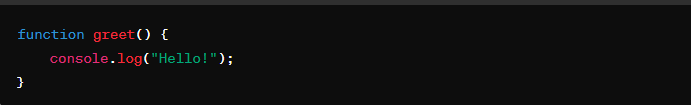 function greet() {
    console.log("Hello!");
}